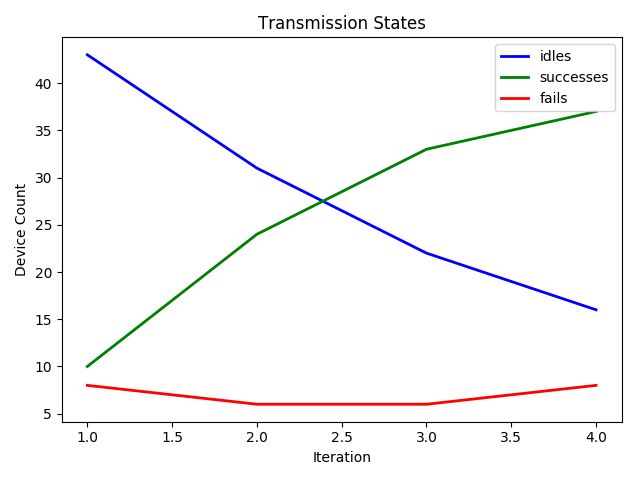 Transmission States
idles
successes
fails
Device Count
40
35
30
25
20
15
10
5
1.0 1.5 2.0 2.5 3.0 3.5 4.0
Iteration